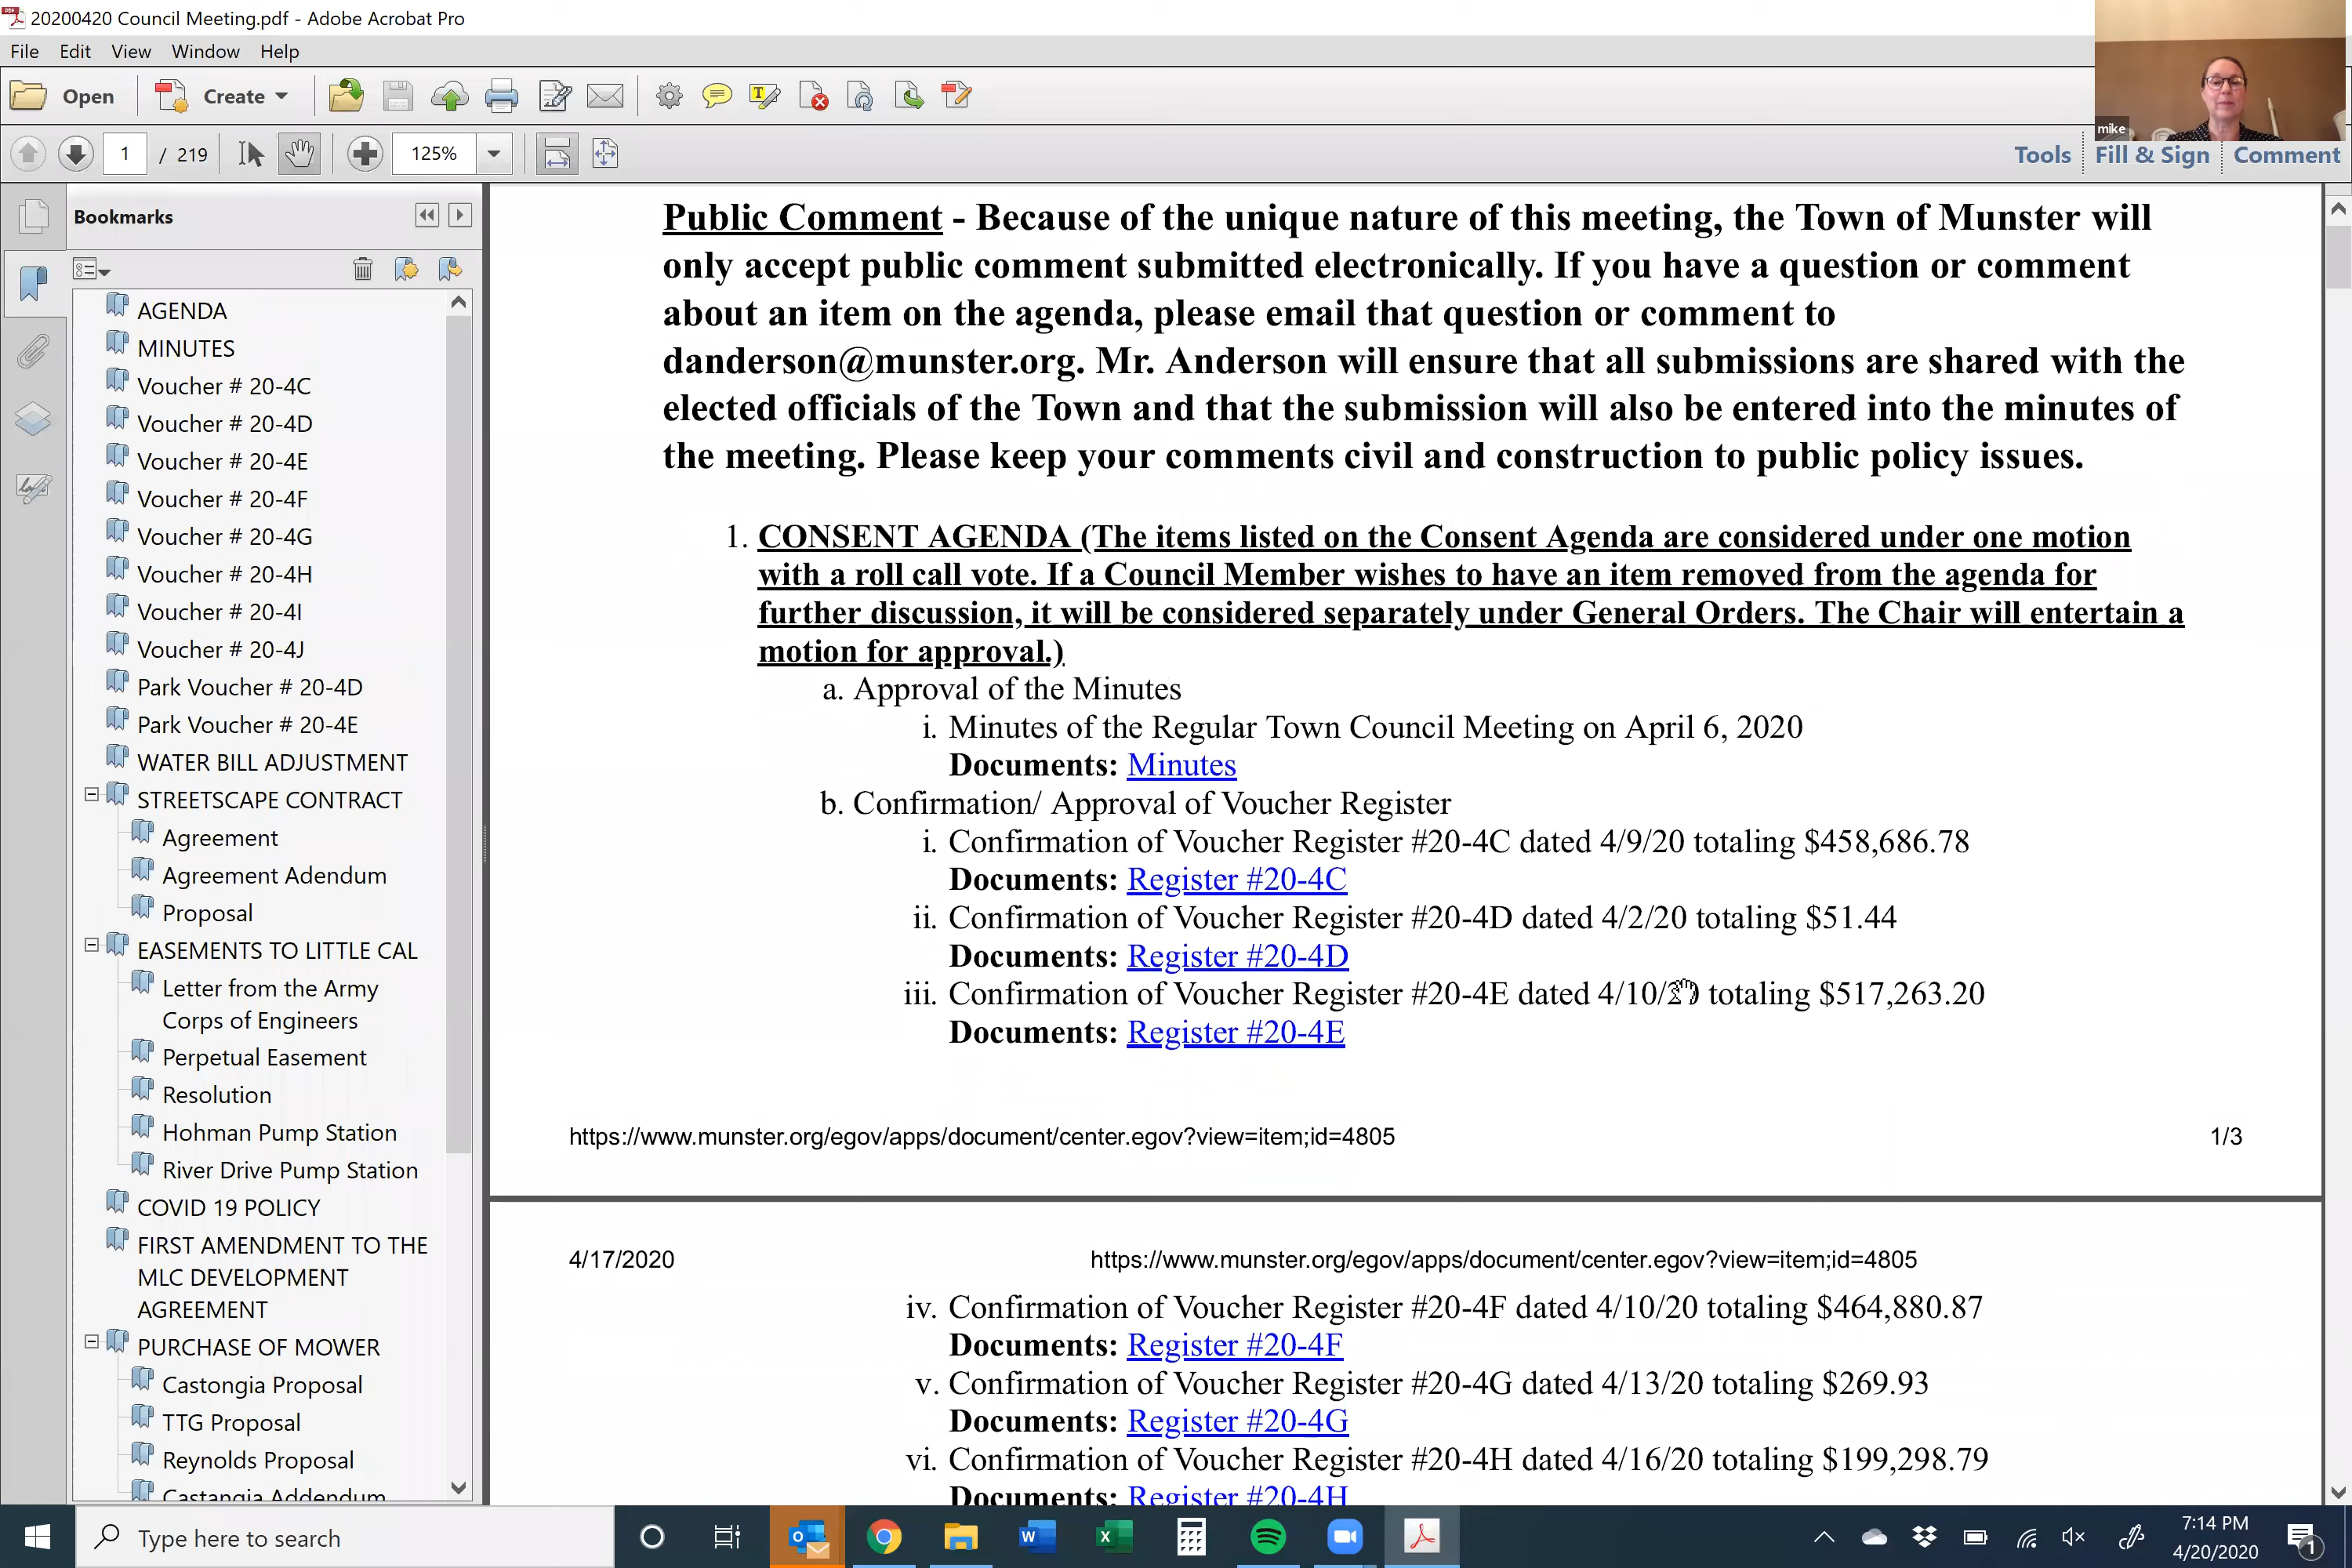 20200420 Council Meeting.pdf - Adobe Acrobat Pro
File Edit View Window Help
Open Create
mike
1 / 219 125% Tools Fill & Sign Comment
Bookmarks
AGENDA
MINUTES
Voucher # 20-4C
Voucher # 20-4D
Voucher # 20-4E
Voucher # 20-4F
Voucher # 20-4G
Voucher # 20-4H
Voucher # 20-4I
Voucher # 20-4J
Park Voucher # 20-4D
Park Voucher # 20-4E
WATER BILL ADJUSTMENT
STREETSCAPE CONTRACT
Agreement
Agreement Adendum
Proposal
EASEMENTS TO LITTLE CAL
Letter from the Army
Corps of Engineers
Perpetual Easement
Resolution
Hohman Pump Station
River Drive Pump Station
COVID 19 POLICY
FIRST AMENDMENT TO THE
MLC DEVELOPMENT
AGREEMENT
PURCHASE OF MOWER
Castongia Proposal
TTG Proposal
Reynolds Proposal
Castangia Addendum
Public Comment - Because of the unique nature of this meeting, the Town of Munster will
only accept public comment submitted electronically. If you have a question or comment
about an item on the agenda, please email that question or comment to
danderson@munster.org. Mr. Anderson will ensure that all submissions are shared with the
elected officials of the Town and that the submission will also be entered into the minutes of
the meeting. Please keep your comments civil and construction to public policy issues.
1. CONSENT AGENDA (The items listed on the Consent Agenda are considered under one motion
with a roll call vote. If a Council Member wishes to have an item removed from the agenda for
further discussion, it will be considered separately under General Orders. The Chair will entertain a
motion for approval.)
a. Approval of the Minutes
i. Minutes of the Regular Town Council Meeting on April 6, 2020
Documents: Minutes
b. Confirmation/ Approval of Voucher Register
i. Confirmation of Voucher Register #20-4C dated 4/9/20 totaling $458,686.78
Documents: Register #20-4C
ii. Confirmation of Voucher Register #20-4D dated 4/2/20 totaling $51.44
Documents: Register #20-4D
iii. Confirmation of Voucher Register #20-4E dated 4/10/20 totaling $517,263.20
Documents: Register #20-4E
https://www.munster.org/egov/apps/document/center.egov?view=item;id=4805 1/3
4/17/2020 https://www.munster.org/egov/apps/document/center.egov?view=item;id=4805
iv. Confirmation of Voucher Register #20-4F dated 4/10/20 totaling $464,880.87
Documents: Register #20-4F
v. Confirmation of Voucher Register #20-4G dated 4/13/20 totaling $269.93
Documents: Register #20-4G
vi. Confirmation of Voucher Register #20-4H dated 4/16/20 totaling $199,298.79
Documents: Register #20-4H
Type here to search
7:14 PM
4/20/2020
1